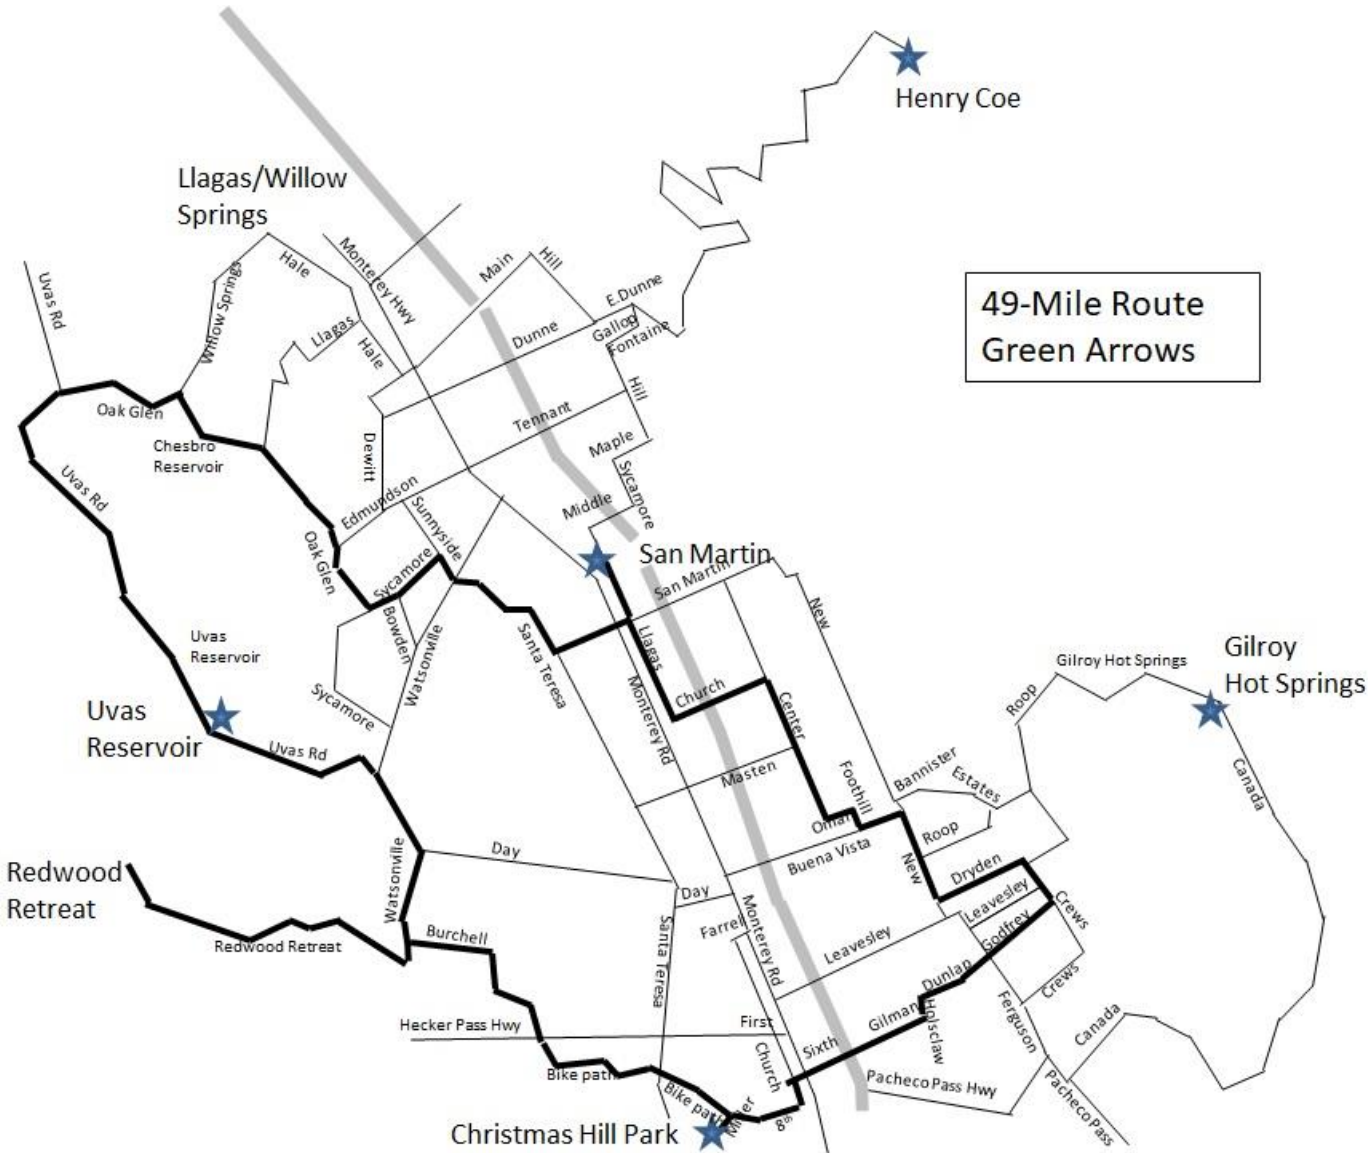 Henry Coe
Llagas/Willow
Springs
49-Mile Route
Green Arrows
Uvas Rd
Willow Springs
Hale
Monterey Hwy
Main
Hill
E.Dunne
Gallop
Fontaine
Dunne
Llagas
Hale
Oak Glen
Chesbro
Reservoir
Dewitt
Tennant
Hill
Maple
Sycamore
Middle
Uvas Rd
Edmundson
Sunnyside
Oak Glen
Sycamore
Bowden
Watsonville
Sycamore
San Martin
San Martin
New
Uvas
Reservoir
Santa Teresa
Llagas
Church
Monterey Rd
Center
Masten
Gilroy Hot Springs
Gilroy
Hot Springs
Roop
Canada
Uvas
Reservoir
Uvas Rd
Foothill
Omar
Bannister
Estates
Roop
Buena Vista
New
Dryden
Redwood
Retreat
Redwood Retreat
Watsonville
Day
Day
Burchell
Santa Teresa
Farrell
Monterey Rd
Leavesley
Leavesley
Godfrey
Crews
Crews
Dunlap
Gilman
Holsclaw
Ferguson
Canada
Hecker Pass Hwy
First
Sixth
Church
Bike path
Bike path
Miller
Pacheco Pass Hwy
Pacheco Pass
Christmas Hill Park